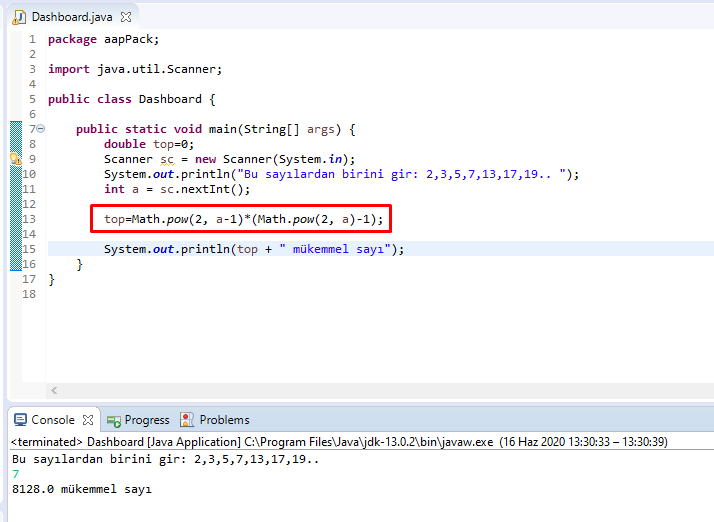 Dashboard.java
1 package aapPack;
2
3 import java.util.Scanner;
4
5 public class Dashboard {
6
7 public static void main(String[] args) {
8 double top=0;
9 Scanner sc = new Scanner(System.in);
10 System.out.println("Bu sayılardan birini gir: 2,3,5,7,13,17,19.. ");
11 int a = sc.nextInt();
12
13 top=Math.pow(2, a-1)*(Math.pow(2, a)-1);
14
15 System.out.println(top + " mükemmel sayı");
16 }
17 }
18
Console Progress Problems
<terminated> Dashboard [Java Application] C:\Program Files\Java\jdk-13.0.2\bin\javaw.exe (16 Haz 2020 13:30:33 – 13:30:39)
Bu sayılardan birini gir: 2,3,5,7,13,17,19..
7
8128.0 mükemmel sayı